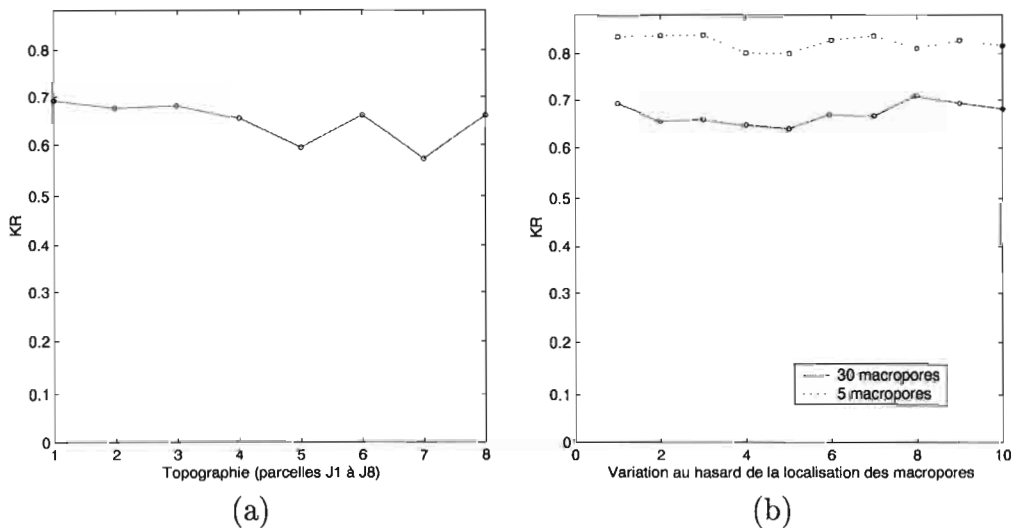 0.8
0.7
0.6
0.5
0.4
0.3
0.2
0.1
0
KR
1 2 3 4 5 6 7 8
Topographie (parcelles J1 à J8)
(a)
0.8
0.7
0.6
0.5
0.4
0.3
0.2
0.1
0
KR
30 macropores
5 macropores
0 2 4 6 8 10
Variation au hasard de la localisation des macropores
(b)